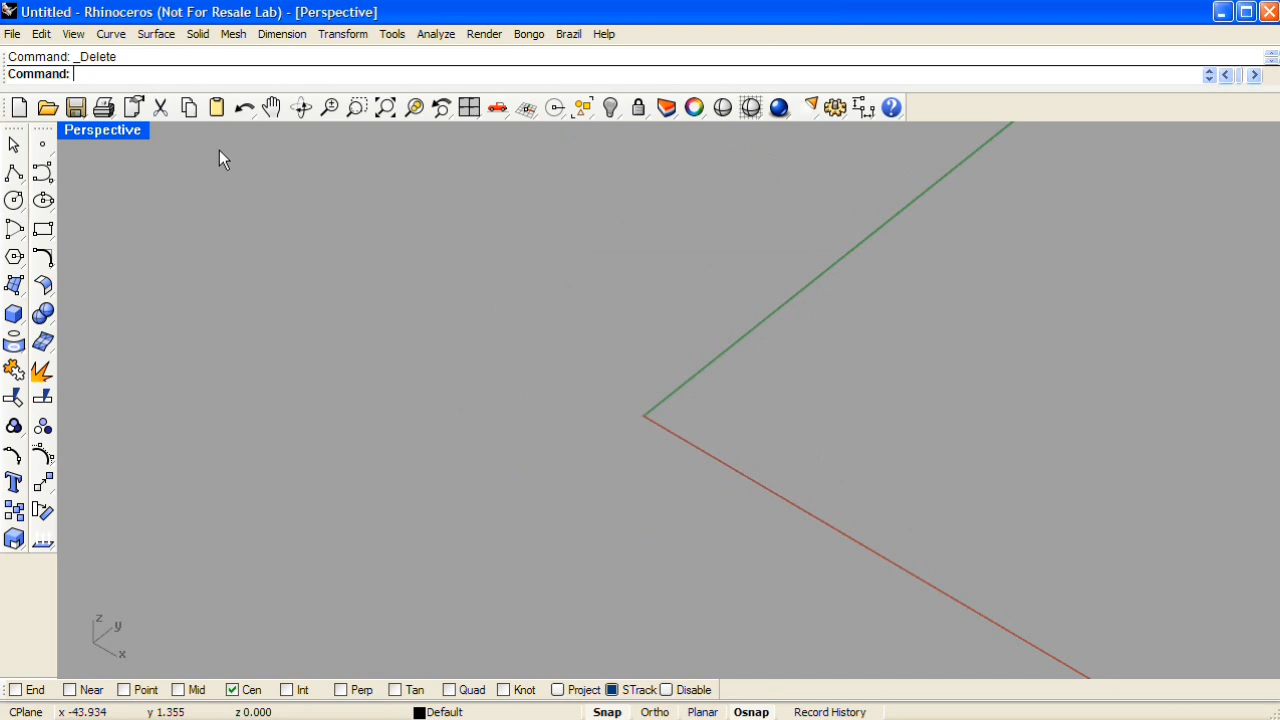 Untitled - Rhinoceros (Not For Resale Lab) - [Perspective]
File Edit View Curve Surface Solid Mesh Dimension Transform Tools Analyze Render Bongo Brazil Help
Command: _Delete
Command:
Perspective
z
y
x
End Near Point Mid Cen Int Perp Tan Quad Knot Project STrack Disable
CPlane x -43.934 y 1.355 z 0.000 Default Snap Ortho Planar Osnap Record History